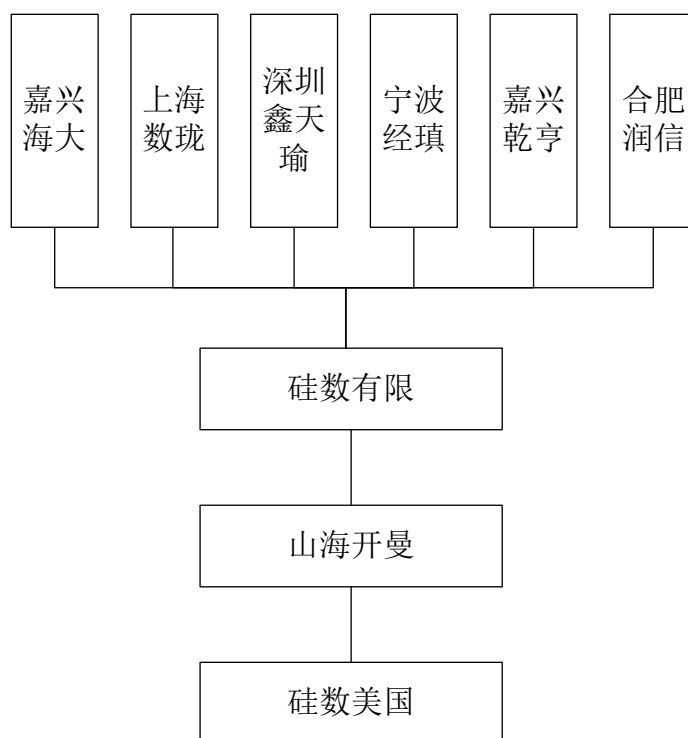 嘉兴
海大
上海
数珑
深圳
鑫天
瑜
宁波
经瑱
嘉兴
乾亨
合肥
润信
硅数有限
山海开曼
硅数美国